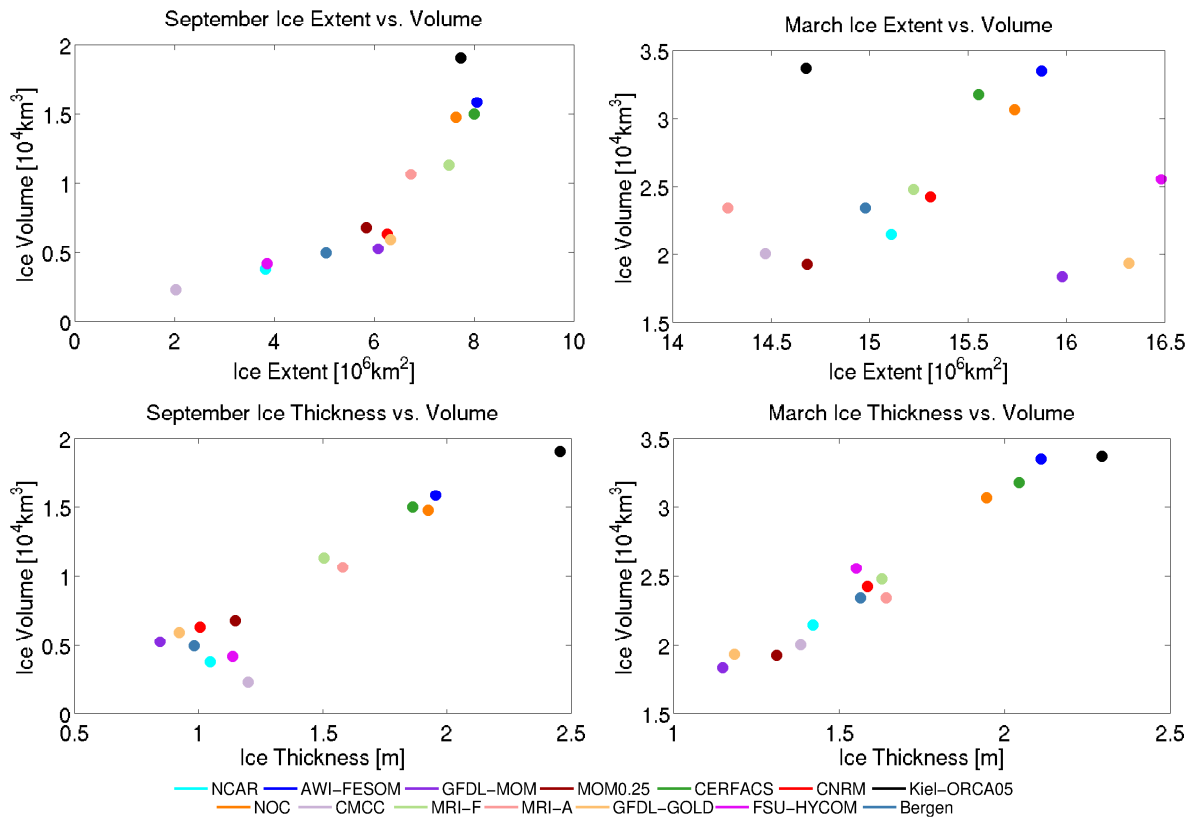 September Ice Extent vs. Volume
Ice Volume [10⁴km³]
2
1.5
1
0.5
0
0 2 4 6 8 10
Ice Extent [10⁶km²]
March Ice Extent vs. Volume
Ice Volume [10⁴km³]
3.5
3
2.5
2
1.5
14 14.5 15 15.5 16 16.5
Ice Extent [10⁶km²]
September Ice Thickness vs. Volume
Ice Volume [10⁴km³]
2
1.5
1
0.5
0
0.5 1 1.5 2 2.5
Ice Thickness [m]
March Ice Thickness vs. Volume
Ice Volume [10⁴km³]
3.5
3
2.5
2
1.5
1 1.5 2 2.5
Ice Thickness [m]
NCAR AWI-FESOM GFDL-MOM MOM0.25 CERFACS CNRM Kiel-ORCA05
NOC CMCC MRI-F MRI-A GFDL-GOLD FSU-HYCOM Bergen